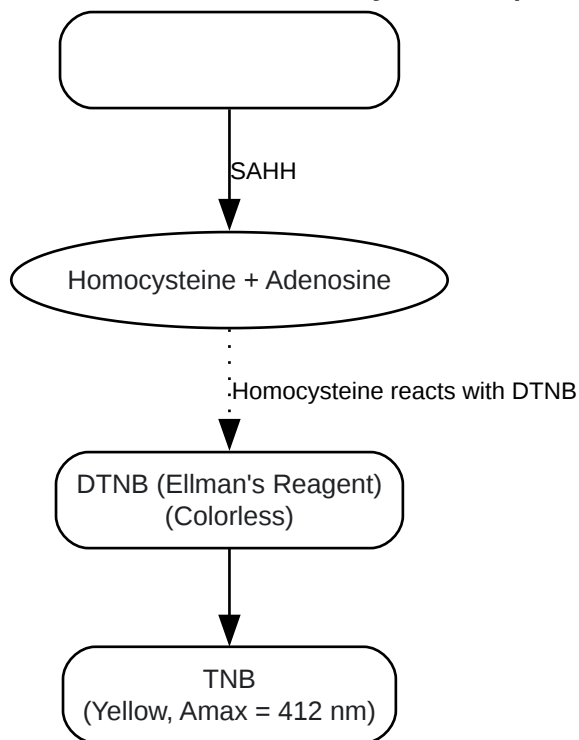 SAHH
Homocysteine + Adenosine
Homocysteine reacts with DTNB
DTNB (Ellman's Reagent)
(Colorless)
TNB
(Yellow, Amax = 412 nm)